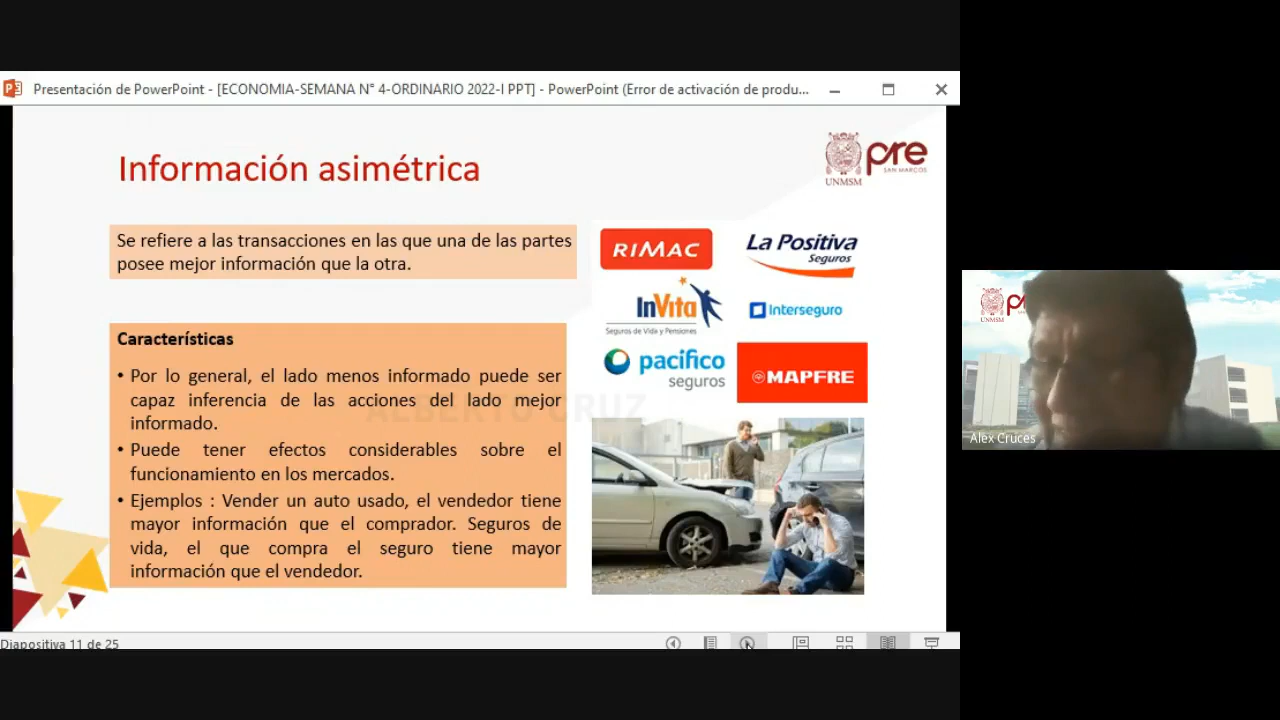 Presentación de PowerPoint - [ECONOMIA-SEMANA N° 4-ORDINARIO 2022-I PPT] - PowerPoint (Error de activación de produ...
Información asimétrica
UNMSM
pre
SAN MARCOS
Se refiere a las transacciones en las que una de las partes
posee mejor información que la otra.
Características
• Por lo general, el lado menos informado puede ser
capaz inferencia de las acciones del lado mejor
informado.
• Puede tener efectos considerables sobre el
funcionamiento en los mercados.
• Ejemplos : Vender un auto usado, el vendedor tiene
mayor información que el comprador. Seguros de
vida, el que compra el seguro tiene mayor
información que el vendedor.
ALBERTO CRUZ
RIMAC
La Positiva
Seguros
InVita
Seguros de Vida y Pensiones
Interseguro
pacífico
seguros
MAPFRE
Diapositiva 11 de 25
UNMSM
Alex Cruces